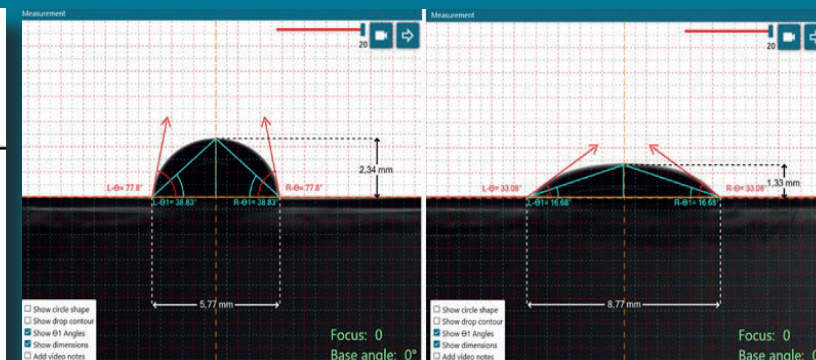 Measurement
20
2,34 mm
L-Θ= 77.8°
R-Θ= 77.8°
L-Θ1= 38.83°
R-Θ1= 38.83°
5,77 mm
Show circle shape
Show drop contour
Show Θ1 Angles
Show dimensions
Add video notes
Focus: 0
Base angle: 0°
Measurement
20
L-Θ= 33.08°
R-Θ= 33.08°
1,33 mm
L-Θ1= 16.68°
R-Θ1= 16.68°
8,77 mm
Show circle shape
Show drop contour
Show Θ1 Angles
Show dimensions
Add video notes
Focus: 0
Base angle: 0